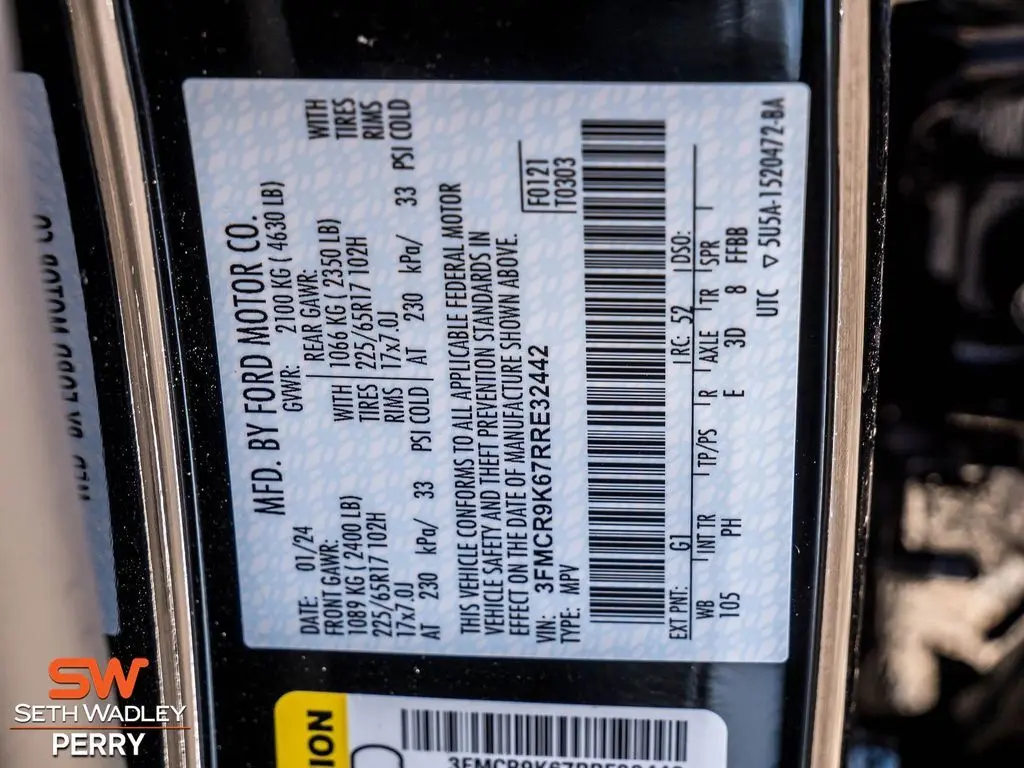 MFD. BY FORD MOTOR CO.
DATE: 01/24 GVWR: 2100 KG ( 4630 LB)
FRONT GAWR: REAR GAWR:
1089 KG ( 2400 LB) WITH 1066 KG ( 2350 LB) WITH
225/65R17 102H TIRES 225/65R17 102H TIRES
17x7.0J RIMS 17x7.0J RIMS
AT 230 kPa/ 33 PSI COLD AT 230 kPa/ 33 PSI COLD
THIS VEHICLE CONFORMS TO ALL APPLICABLE FEDERAL MOTOR
VEHICLE SAFETY AND THEFT PREVENTION STANDARDS IN
EFFECT ON THE DATE OF MANUFACTURE SHOWN ABOVE.
VIN: 3FMCR9K67RRE32442 F0121
TYPE: MPV T0303
EXT PNT: G1 RC: 52 DSO:
WB INT TR TP/PS R AXLE TR SPR
105 PH E 3D 8 FFBB
UTC ▽ 5U5A-1520472-BA
SW
SETH WADLEY
PERRY